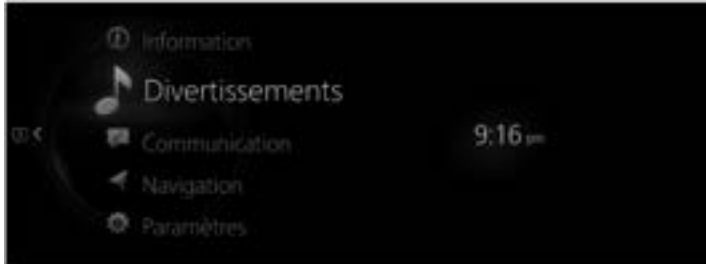 Information
Divertissements
Communication
9:16 pm
Navigation
Paramètres